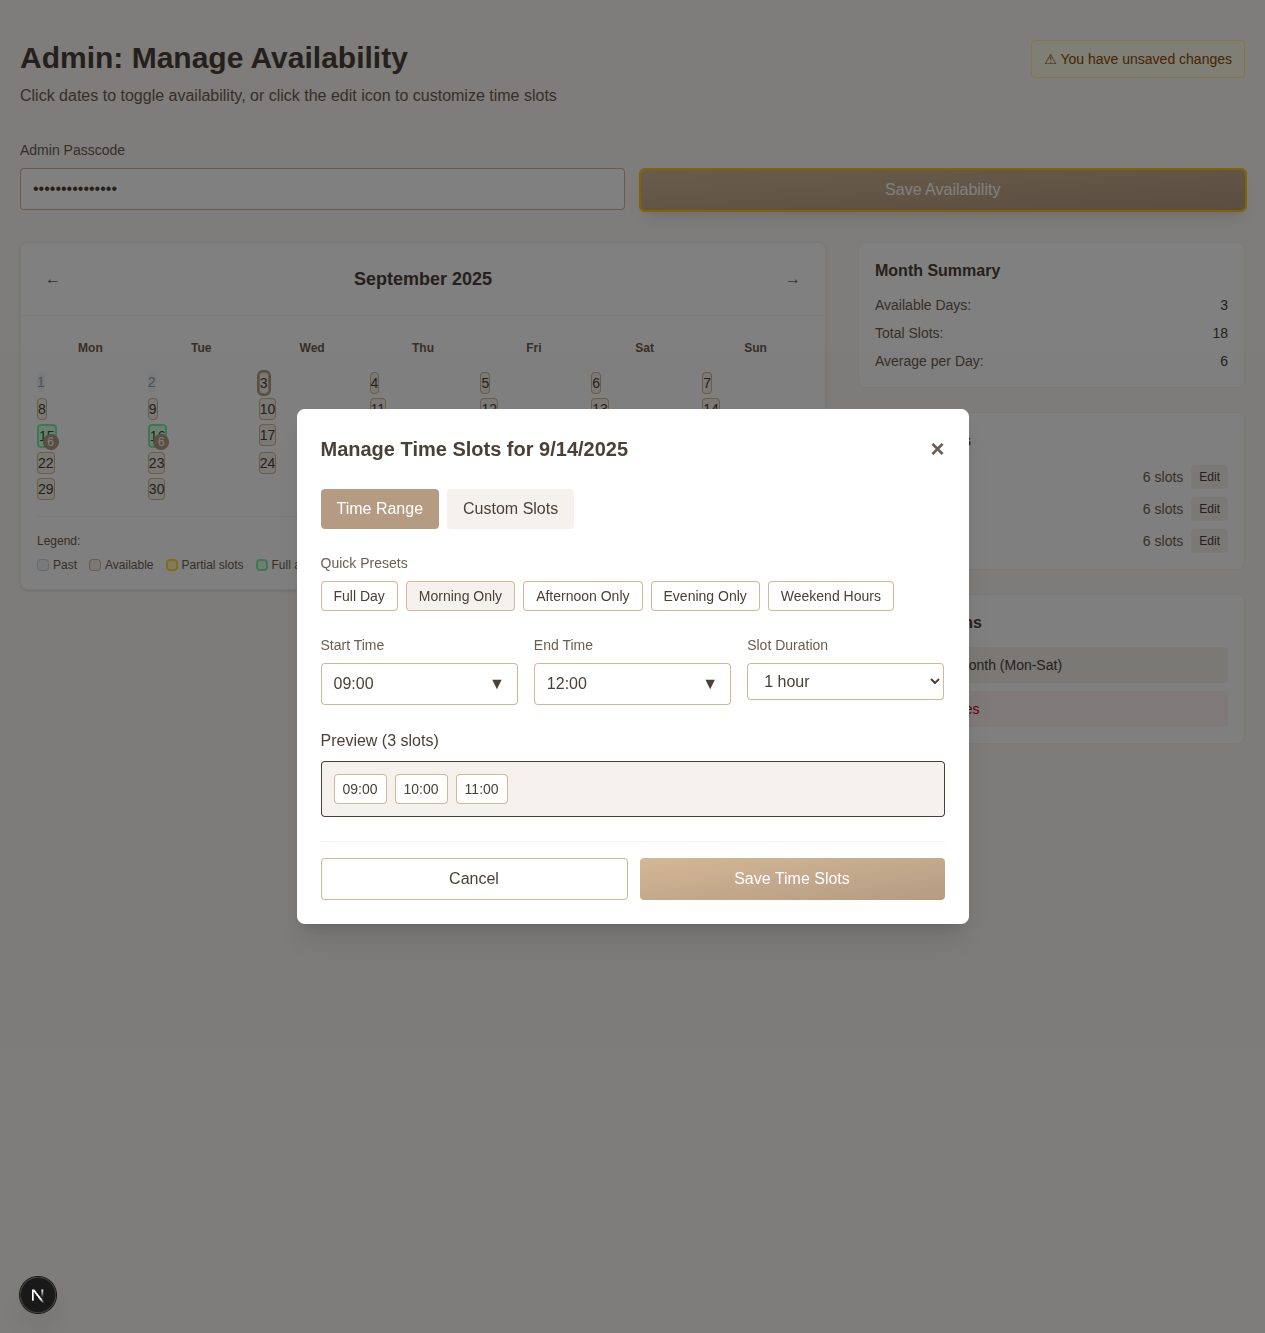 Admin: Manage Availability
⚠ You have unsaved changes
Click dates to toggle availability, or click the edit icon to customize time slots
Admin Passcode
•••••••••••••••
Save Availability
← September 2025 →
Mon Tue Wed Thu Fri Sat Sun
1 2 3 4 5 6 7
8 9 10 11 12 13 14
15 6 16 6 17
22 23 24
29 30
Legend:
Past Available Partial slots Full a
Month Summary
Available Days: 3
Total Slots: 18
Average per Day: 6
s
6 slots Edit
6 slots Edit
6 slots Edit
ns
onth (Mon-Sat)
es
Manage Time Slots for 9/14/2025 ×
Time Range Custom Slots
Quick Presets
Full Day Morning Only Afternoon Only Evening Only Weekend Hours
Start Time End Time Slot Duration
09:00 ▼ 12:00 ▼ 1 hour
Preview (3 slots)
09:00 10:00 11:00
Cancel Save Time Slots
N